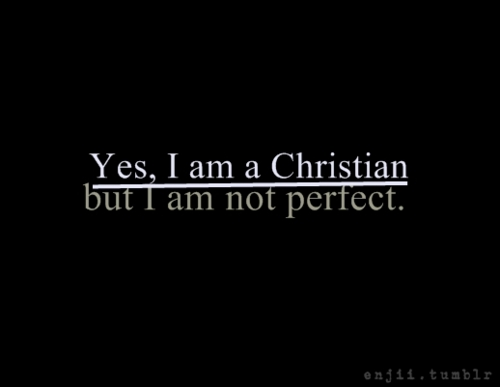 Yes, I am a Christian
but I am not perfect.
enjii.tumblr